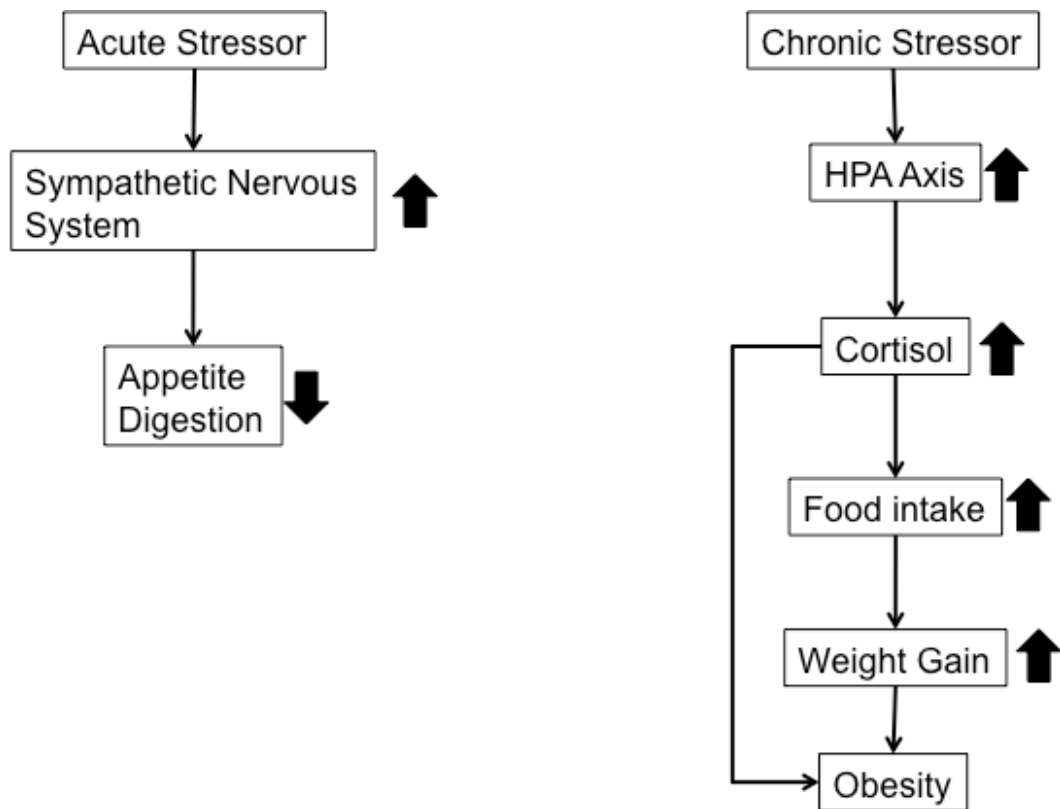 Acute Stressor
Sympathetic Nervous
System
Appetite
Digestion
Chronic Stressor
HPA Axis
Cortisol
Food intake
Weight Gain
Obesity